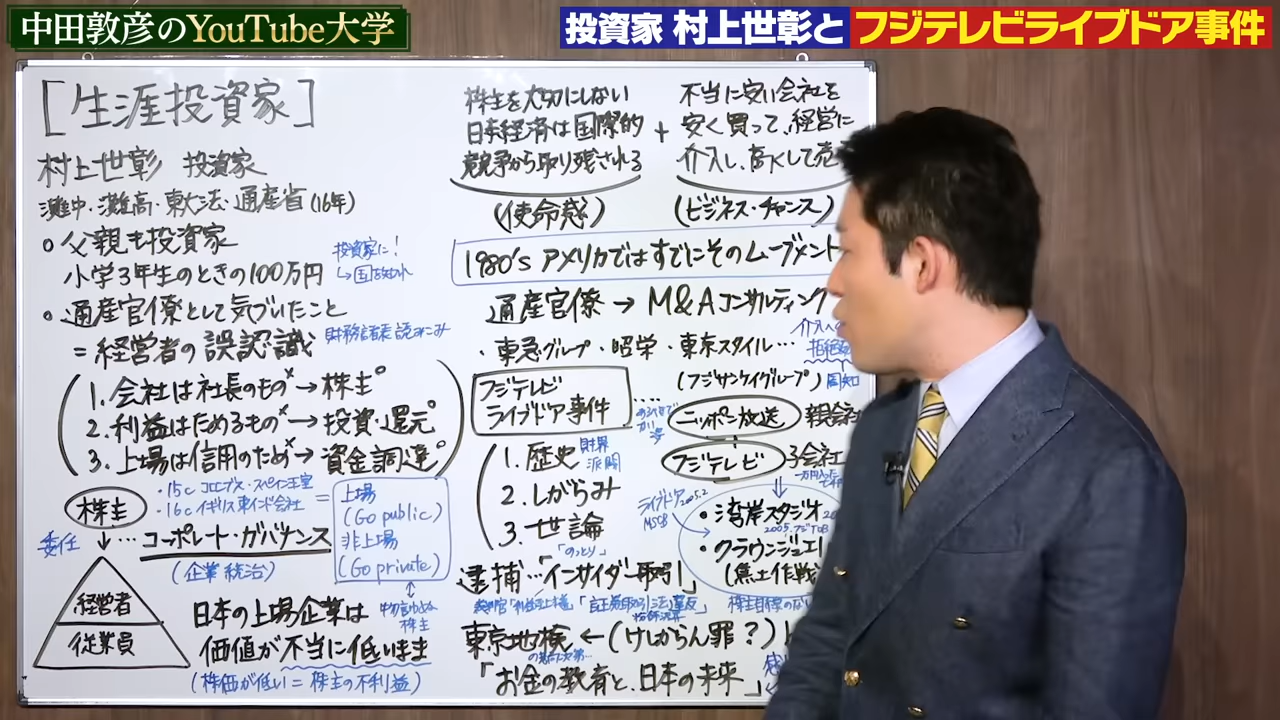 中田敦彦のYouTube大学
投資家 村上世彰と フジテレビライブドア事件
[生涯投資家]
村上世彰 投資家
灘中・灘高・東大法・通産省(16年)
○父親も投資家
小学3年生のときの100万円
投資家に!
○通産官僚として気づいたこと
=経営者の誤認識
1.会社は社長のもの×→株主○
2.利益はためるもの×→投資・還元○
3.上場は信用のため×→資金調達○
株主
・15c コロンブス・スペイン王室
・16c イギリス東インド会社
=
上場
(Go public)
非上場
(Go private)
委任
↓…コーポレート・ガバナンス
(企業統治)
経営者
従業員
日本の上場企業は
価値が不当に低いまま
(株価が低い=株主の不利益)
株主
株主を大切にしない
日本経済は国際的
競争から取り残される
(使命感)
+
不当に安い会社を
安く買って、経営に
介入し、高くして売
(ビジネス・チャンス)
1980's アメリカではすでにそのムーブメント
通産官僚→M&Aコンサルティング
・東急グループ・昭栄・東京スタイル…
フジテレビ
ライブドア事件
(フジサンケイグループ)
周知
ニッポン放送 親会社
フジテレビ 子会社
1.歴史
財界
派閥
2.しがらみ
3.世論
ライブドア 2005.2
MSCB
・湾岸スタジオ
2005.フジTOB
・クラウンジュエル
(焦土作戦)
「のっとり」
逮捕…「インサイダー取引」
東京地検←(けしからん罪?)
「お金の教育と、日本の未来」